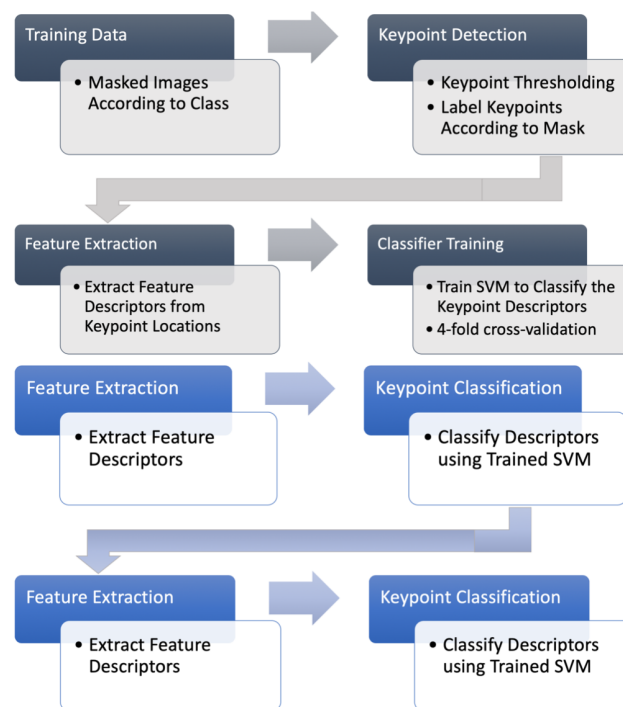 Training Data
• Masked Images
According to Class
Keypoint Detection
• Keypoint Thresholding
• Label Keypoints
According to Mask
Feature Extraction
• Extract Feature
Descriptors from
Keypoint Locations
Classifier Training
• Train SVM to Classify the
Keypoint Descriptors
• 4-fold cross-validation
Feature Extraction
• Extract Feature
Descriptors
Keypoint Classification
• Classify Descriptors
using Trained SVM
Feature Extraction
• Extract Feature
Descriptors
Keypoint Classification
• Classify Descriptors
using Trained SVM